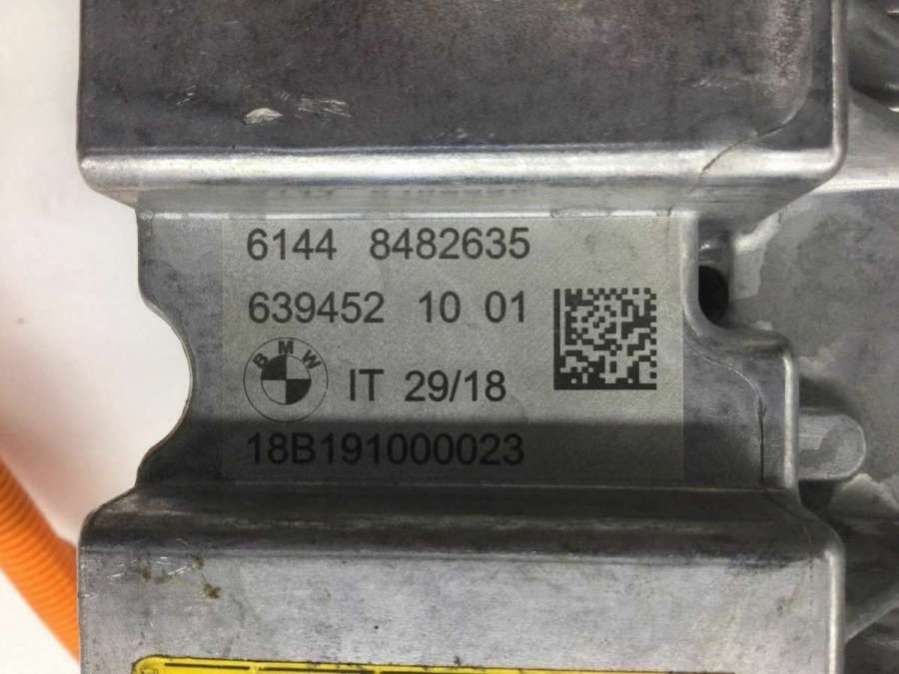 6144 8482635
639452 10 01
BMW
IT 29/18
18B191000023